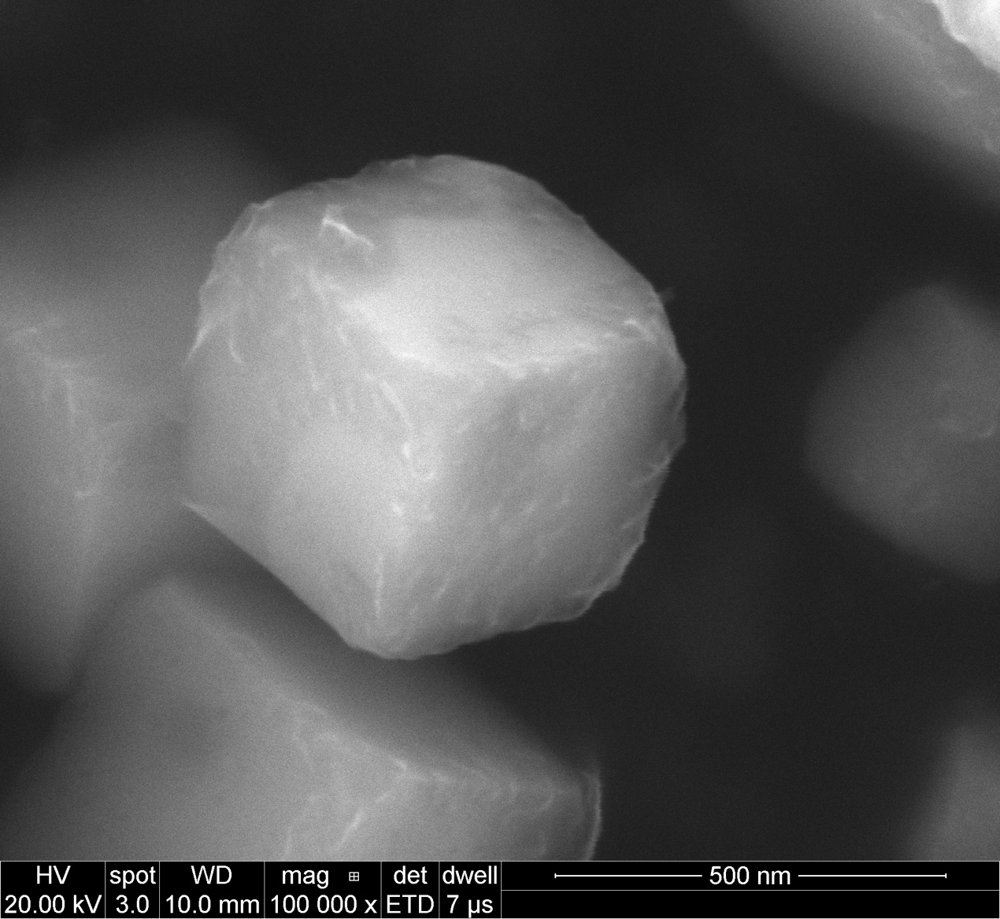 HV spot WD mag ⊞ det dwell
20.00 kV 3.0 10.0 mm 100 000 x ETD 7 µs
500 nm